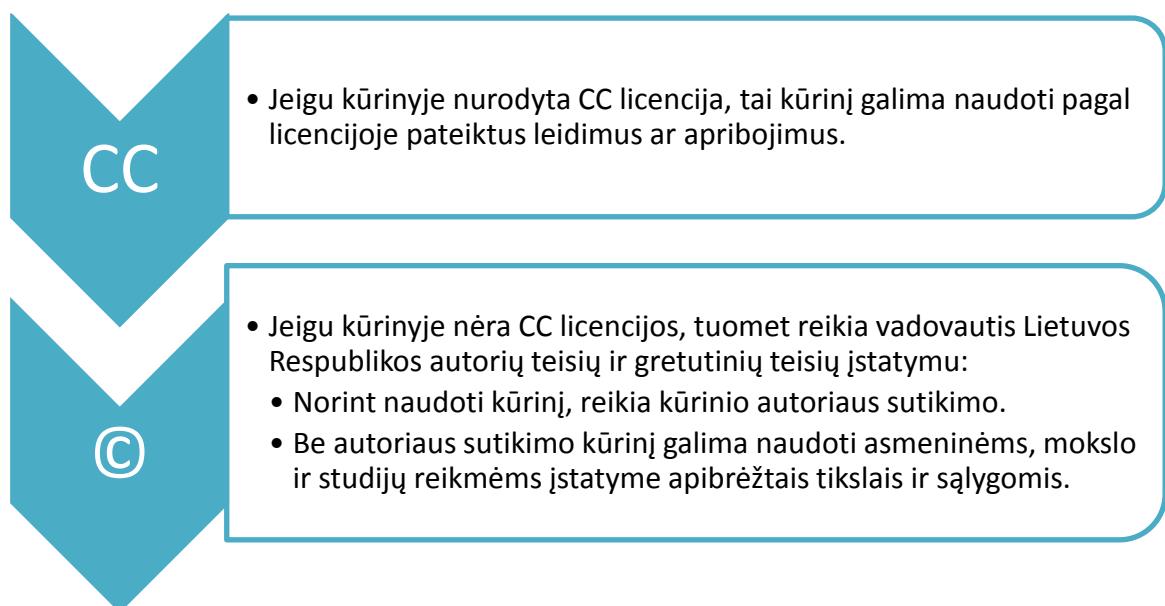 CC
• Jeigu kūrinyje nurodyta CC licencija, tai kūrinį galima naudoti pagal
licencijoje pateiktus leidimus ar apribojimus.
©
• Jeigu kūrinyje nėra CC licencijos, tuomet reikia vadovautis Lietuvos
Respublikos autorių teisių ir gretutinių teisių įstatymu:
• Norint naudoti kūrinį, reikia kūrinio autoriaus sutikimo.
• Be autoriaus sutikimo kūrinį galima naudoti asmeninėms, mokslo
ir studijų reikmėms įstatyme apibrėžtais tikslais ir sąlygomis.